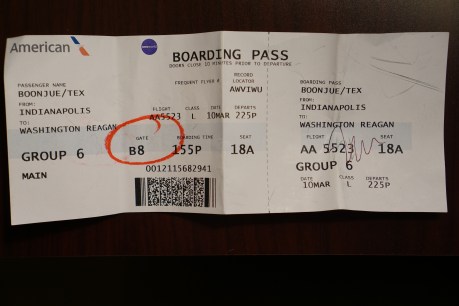 American
BOARDING PASS
DOORS CLOSE 10 MINUTES PRIOR TO DEPARTURE
PASSENGER NAME
BOONJUE/TEX
FROM:
INDIANAPOLIS
TO:
WASHINGTON REAGAN
FREQUENT FLYER #
RECORD
LOCATOR
AWVIWU
FLIGHT CLASS DATE DEPARTS
AA5523 L 10MAR 225P
GATE BOARDING TIME SEAT
GROUP 6 B8 155P 18A
MAIN
0012115682941
BOARDING PASS
BOONJUE/TEX
FROM:
INDIANAPOLIS
TO:
WASHINGTON REAGAN
FLIGHT SEAT
AA 5523 18A
GROUP 6
DATE CLASS DEPARTS
10MAR L 225P